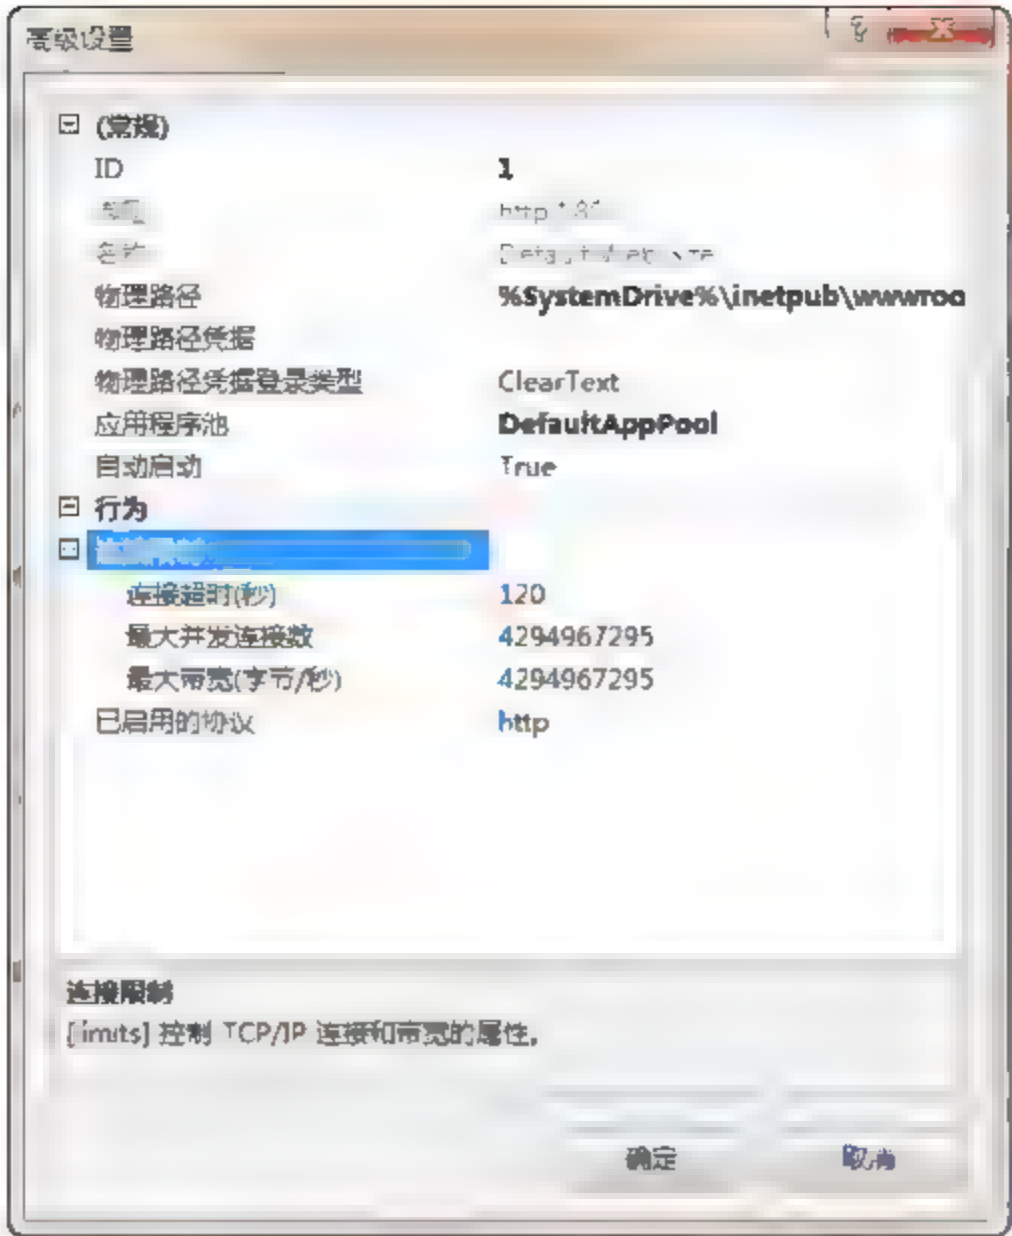 高级设置
(常规)
ID 1
名称
物理路径 %SystemDrive%\inetpub\wwwroo
物理路径凭据
物理路径凭据登录类型 ClearText
应用程序池 DefaultAppPool
自动启动 True
行为
连接超时(秒) 120
最大并发连接数 4294967295
最大带宽(字节/秒) 4294967295
已启用的协议 http
连接限制
[limits] 控制 TCP/IP 连接和带宽的属性。
确定 取消